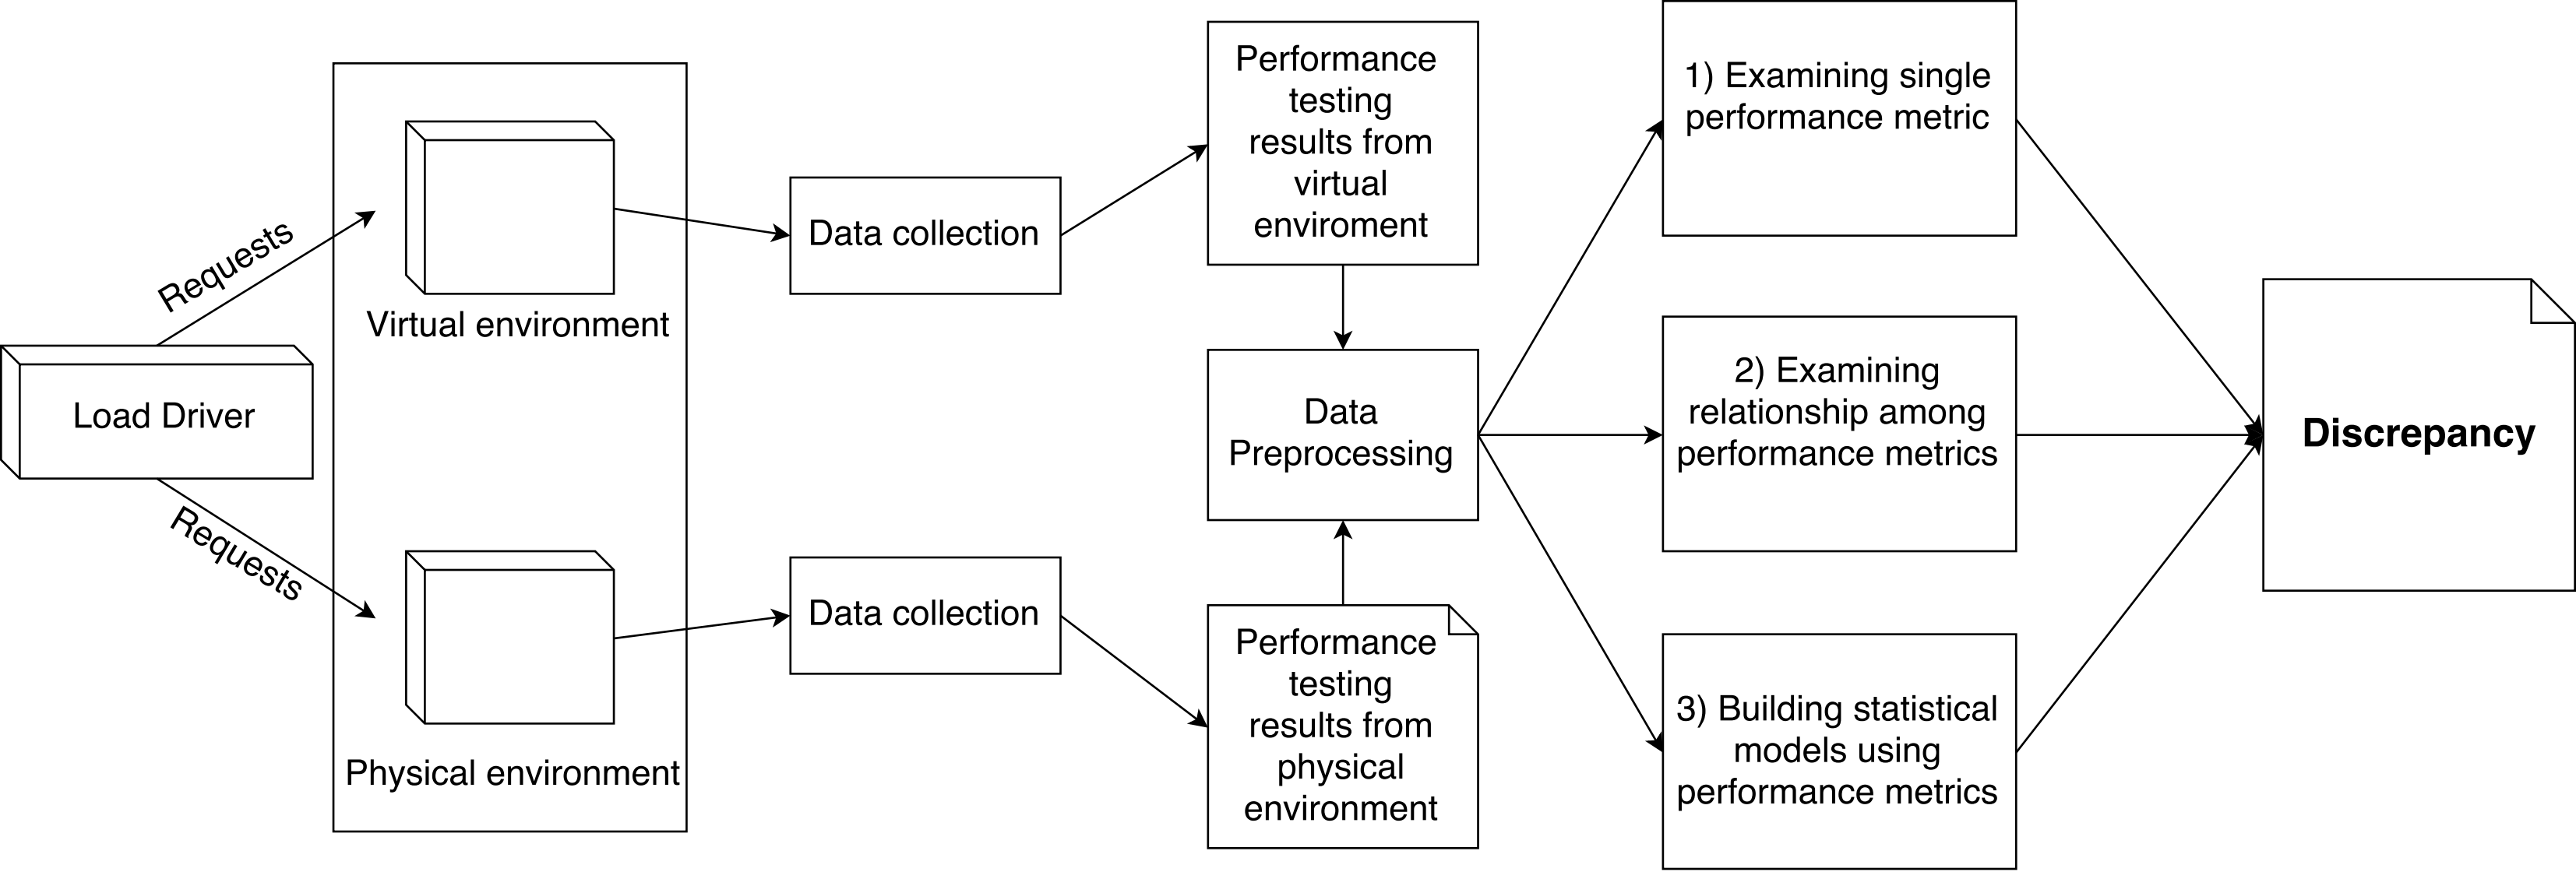 Requests
Load Driver
Requests
Virtual environment
Physical environment
Data collection
Data collection
Performance
testing
results from
virtual
enviroment
Data
Preprocessing
Performance
testing
results from
physical
environment
1) Examining single
performance metric
2) Examining
relationship among
performance metrics
3) Building statistical
models using
performance metrics
Discrepancy